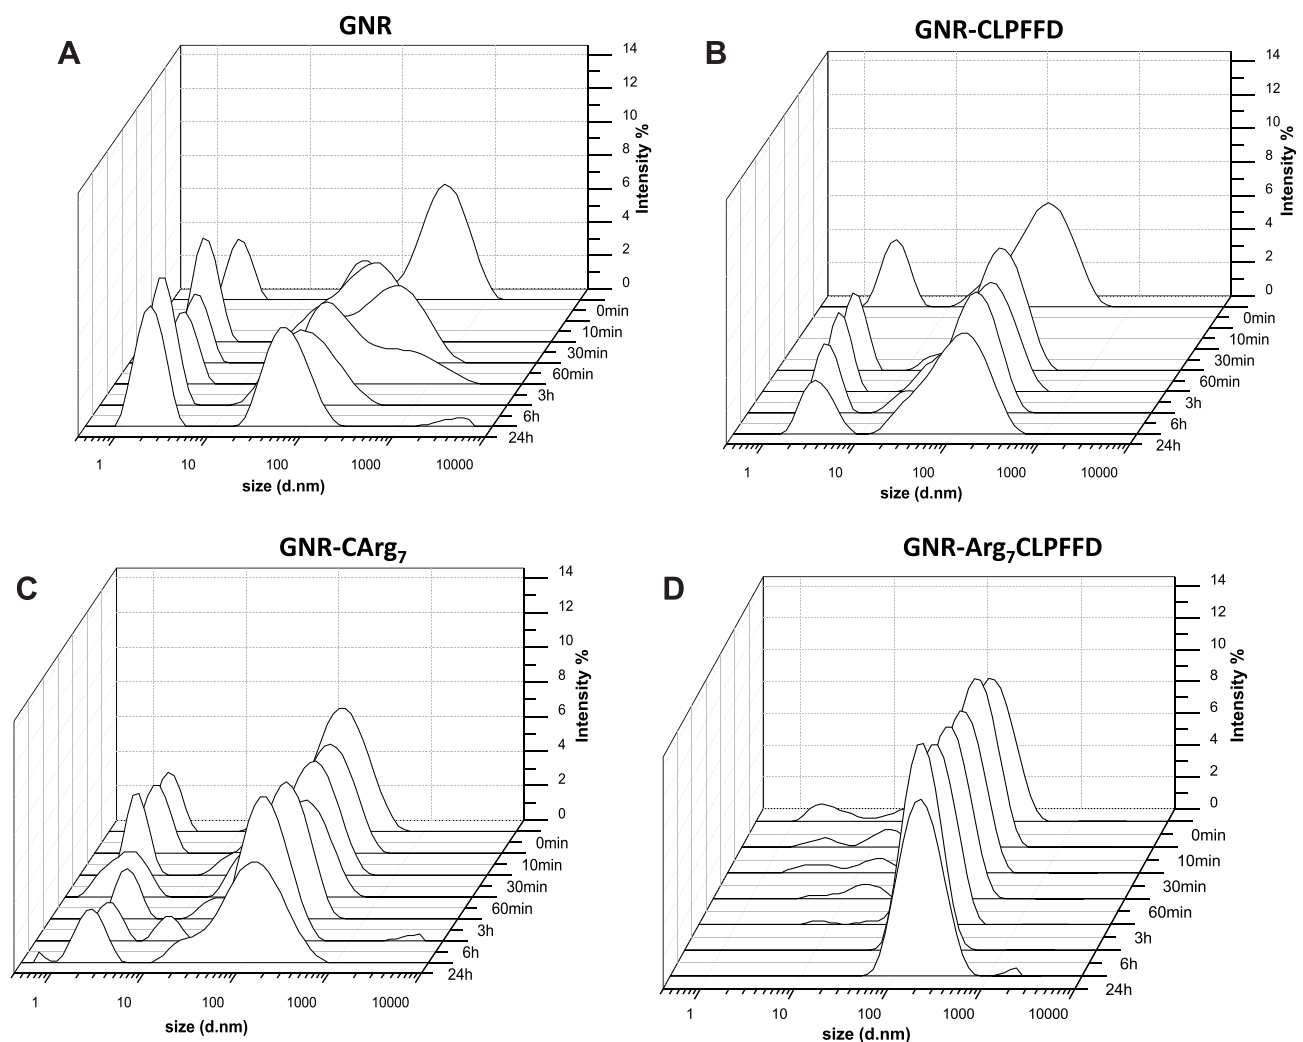 GNR
A
14
12
10
8
6
4
2
0
Intensity %
0min
10min
30min
60min
3h
6h
24h
1 10 100 1000 10000
size (d.nm)
GNR-CLPFFD
B
14
12
10
8
6
4
2
0
Intensity %
0min
10min
30min
60min
3h
6h
24h
1 10 100 1000 10000
size (d.nm)
GNR-CArg7
C
14
12
10
8
6
4
2
0
Intensity %
0min
10min
30min
60min
3h
6h
24h
1 10 100 1000 10000
size (d.nm)
GNR-Arg7CLPFFD
D
14
12
10
8
6
4
2
0
Intensity %
0min
10min
30min
60min
3h
6h
24h
1 10 100 1000 10000
size (d.nm)